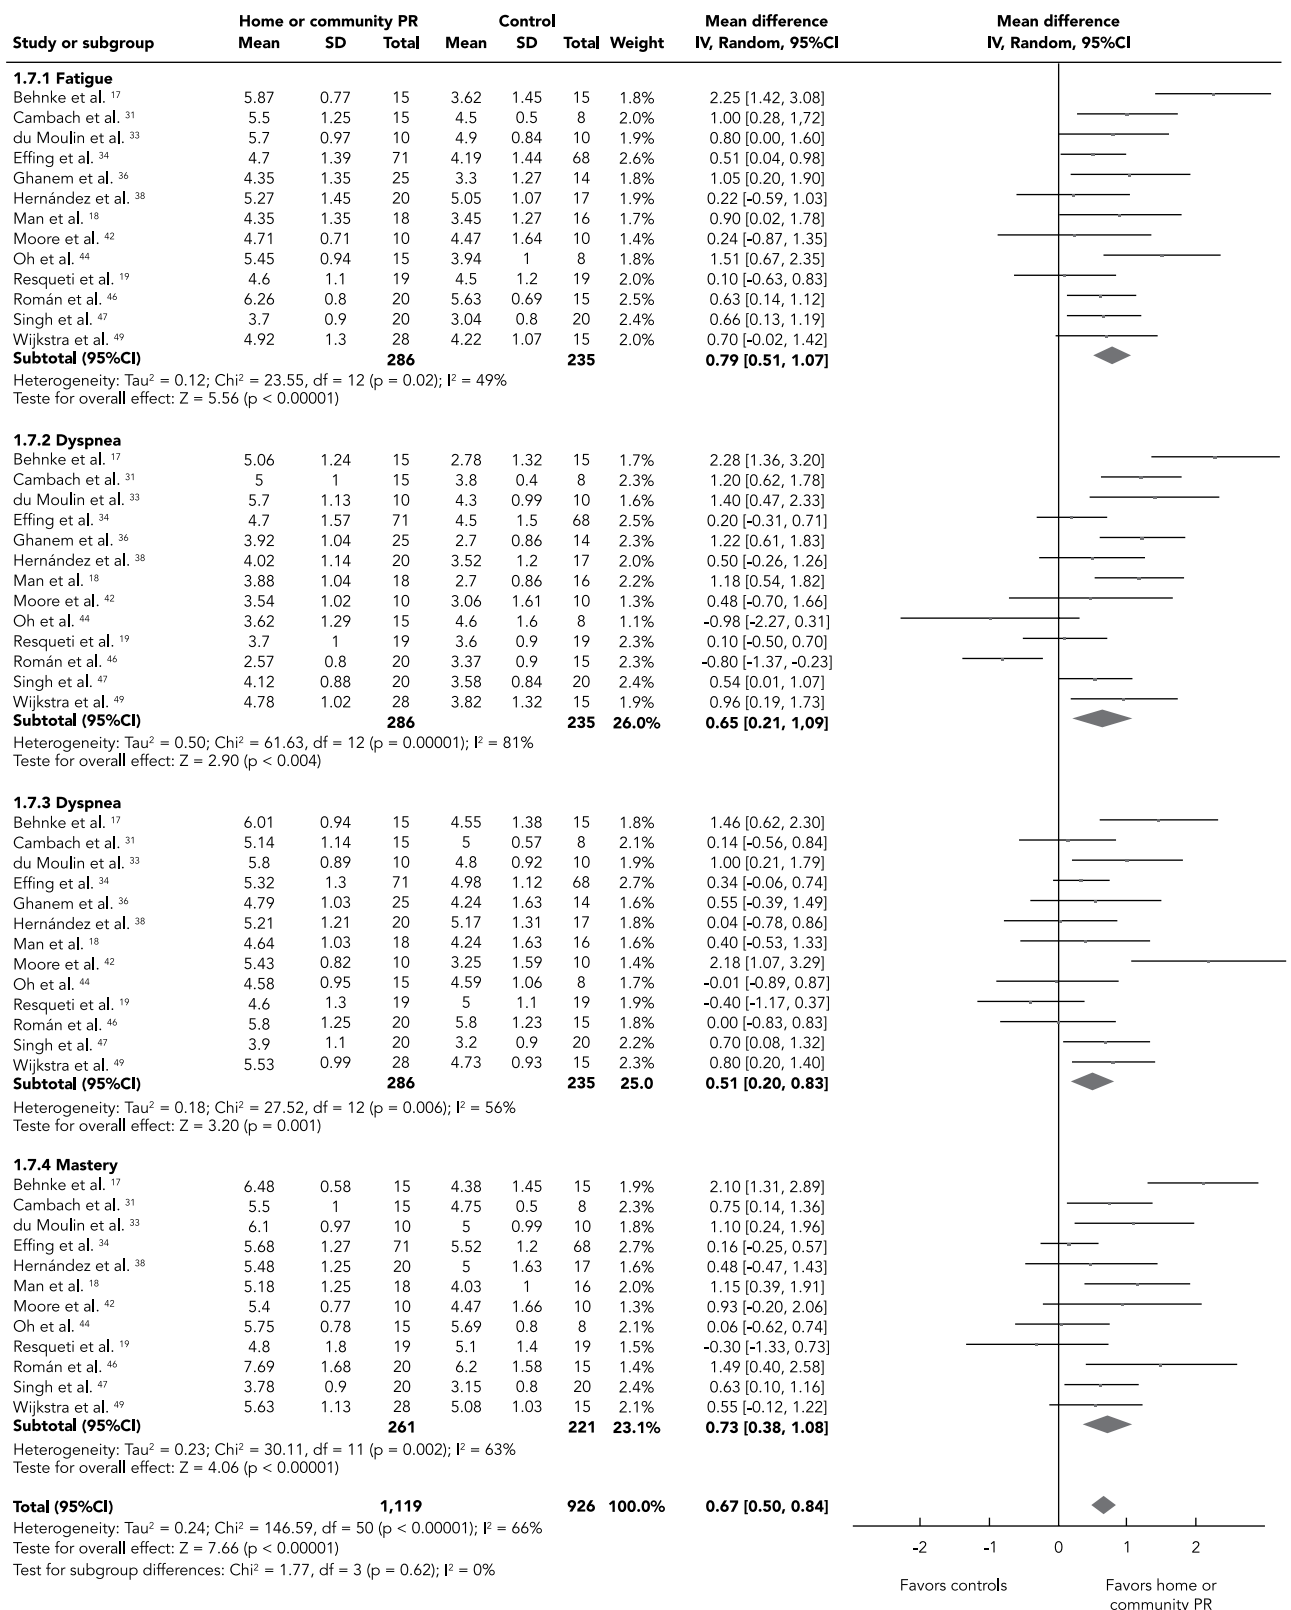 Home or community PR Control Mean difference Mean difference
Study or subgroup Mean SD Total Mean SD Total Weight IV, Random, 95%CI IV, Random, 95%CI
1.7.1 Fatigue
Behnke et al. 17 5.87 0.77 15 3.62 1.45 15 1.8% 2.25 [1.42, 3.08]
Cambach et al. 31 5.5 1.25 15 4.5 0.5 8 2.0% 1.00 (0.28, 1,72]
du Moulin et al. 33 5.7 0.97 10 4.9 0.84 10 1.9% 0.80 (0.00, 1.60]
Effing et al. 34 4.7 1.39 71 4.19 1.44 68 2.6% 0.51 (0.04, 0.98]
Ghanem et al. 36 4.35 1.35 25 3.3 1.27 14 1.8% 1.05 (0.20, 1.90]
Hernández et al. 38 5.27 1.45 20 5.05 1.07 17 1.9% 0.22 [-0.59, 1.03]
Man et al. 18 4.35 1.35 18 3.45 1.27 16 1.7% 0.90 (0.02, 1.78]
Moore et al. 42 4.71 0.71 10 4.47 1.64 10 1.4% 0.24 [-0.87, 1.35]
Oh et al. 44 5.45 0.94 15 3.94 1 8 1.8% 1.51 (0.67, 2.35]
Resqueti et al. 19 4.6 1.1 19 4.5 1.2 19 2.0% 0.10 [-0.63, 0.83]
Román et al. 46 6.26 0.8 20 5.63 0.69 15 2.5% 0.63 (0.14, 1.12]
Singh et al. 47 3.7 0.9 20 3.04 0.8 20 2.4% 0.66 (0.13, 1.19]
Wijkstra et al. 49 4.92 1.3 28 4.22 1.07 15 2.0% 0.70 [-0.02, 1.42]
Subtotal (95%CI) 286 235 0.79 [0.51, 1.07]
Heterogeneity: Tau² = 0.12; Chi² = 23.55, df = 12 (p = 0.02); I² = 49%
Teste for overall effect: Z = 5.56 (p < 0.00001)
1.7.2 Dyspnea
Behnke et al. 17 5.06 1.24 15 2.78 1.32 15 1.7% 2.28 [1.36, 3.20]
Cambach et al. 31 5 1 15 3.8 0.4 8 2.3% 1.20 [0.62, 1.78]
du Moulin et al. 33 5.7 1.13 10 4.3 0.99 10 1.6% 1.40 [0.47, 2.33]
Effing et al. 34 4.7 1.57 71 4.5 1.5 68 2.5% 0.20 [-0.31, 0.71]
Ghanem et al. 36 3.92 1.04 25 2.7 0.86 14 2.3% 1.22 [0.61, 1.83]
Hernández et al. 38 4.02 1.14 20 3.52 1.2 17 2.0% 0.50 [-0.26, 1.26]
Man et al. 18 3.88 1.04 18 2.7 0.86 16 2.2% 1.18 [0.54, 1.82]
Moore et al. 42 3.54 1.02 10 3.06 1.61 10 1.3% 0.48 [-0.70, 1.66]
Oh et al. 44 3.62 1.29 15 4.6 1.6 8 1.1% -0.98 [-2.27, 0.31]
Resqueti et al. 19 3.7 1 19 3.6 0.9 19 2.3% 0.10 [-0.50, 0.70]
Román et al. 46 2.57 0.8 20 3.37 0.9 15 2.3% -0.80 [-1.37, -0.23]
Singh et al. 47 4.12 0.88 20 3.58 0.84 20 2.4% 0.54 [0.01, 1.07]
Wijkstra et al. 49 4.78 1.02 28 3.82 1.32 15 1.9% 0.96 [0.19, 1.73]
Subtotal (95%CI) 286 235 26.0% 0.65 [0.21, 1,09]
Heterogeneity: Tau² = 0.50; Chi² = 61.63, df = 12 (p = 0.00001); I² = 81%
Teste for overall effect: Z = 2.90 (p < 0.004)
1.7.3 Dyspnea
Behnke et al. 17 6.01 0.94 15 4.55 1.38 15 1.8% 1.46 [0.62, 2.30]
Cambach et al. 31 5.14 1.14 15 5 0.57 8 2.1% 0.14 [-0.56, 0.84]
du Moulin et al. 33 5.8 0.89 10 4.8 0.92 10 1.9% 1.00 [0.21, 1.79]
Effing et al. 34 5.32 1.3 71 4.98 1.12 68 2.7% 0.34 [-0.06, 0.74]
Ghanem et al. 36 4.79 1.03 25 4.24 1.63 14 1.6% 0.55 [-0.39, 1.49]
Hernández et al. 38 5.21 1.21 20 5.17 1.31 17 1.8% 0.04 [-0.78, 0.86]
Man et al. 18 4.64 1.03 18 4.24 1.63 16 1.6% 0.40 [-0.53, 1.33]
Moore et al. 42 5.43 0.82 10 3.25 1.59 10 1.4% 2.18 [1.07, 3.29]
Oh et al. 44 4.58 0.95 15 4.59 1.06 8 1.7% -0.01 [-0.89, 0.87]
Resqueti et al. 19 4.6 1.3 19 5 1.1 19 1.9% -0.40 [-1.17, 0.37]
Román et al. 46 5.8 1.25 20 5.8 1.23 15 1.8% 0.00 [-0.83, 0.83]
Singh et al. 47 3.9 1.1 20 3.2 0.9 20 2.2% 0.70 [0.08, 1.32]
Wijkstra et al. 49 5.53 0.99 28 4.73 0.93 15 2.3% 0.80 [0.20, 1.40]
Subtotal (95%CI) 286 235 25.0 0.51 [0.20, 0.83]
Heterogeneity: Tau² = 0.18; Chi² = 27.52, df = 12 (p = 0.006); I² = 56%
Teste for overall effect: Z = 3.20 (p = 0.001)
1.7.4 Mastery
Behnke et al. 17 6.48 0.58 15 4.38 1.45 15 1.9% 2.10 [1.31, 2.89]
Cambach et al. 31 5.5 1 15 4.75 0.5 8 2.3% 0.75 [0.14, 1.36]
du Moulin et al. 33 6.1 0.97 10 5 0.99 10 1.8% 1.10 [0.24, 1.96]
Effing et al. 34 5.68 1.27 71 5.52 1.2 68 2.7% 0.16 [-0.25, 0.57]
Hernández et al. 38 5.48 1.25 20 5 1.63 17 1.6% 0.48 [-0.47, 1.43]
Man et al. 18 5.18 1.25 18 4.03 1 16 2.0% 1.15 [0.39, 1.91]
Moore et al. 42 5.4 0.77 10 4.47 1.66 10 1.3% 0.93 [-0.20, 2.06]
Oh et al. 44 5.75 0.78 15 5.69 0.8 8 2.1% 0.06 [-0.62, 0.74]
Resqueti et al. 19 4.8 1.8 19 5.1 1.4 19 1.5% -0.30 [-1.33, 0.73]
Román et al. 46 7.69 1.68 20 6.2 1.58 15 1.4% 1.49 [0.40, 2.58]
Singh et al. 47 3.78 0.9 20 3.15 0.8 20 2.4% 0.63 [0.10, 1.16]
Wijkstra et al. 49 5.63 1.13 28 5.08 1.03 15 2.1% 0.55 [-0.12, 1.22]
Subtotal (95%CI) 261 221 23.1% 0.73 [0.38, 1.08]
Heterogeneity: Tau² = 0.23; Chi² = 30.11, df = 11 (p = 0.002); I² = 63%
Teste for overall effect: Z = 4.06 (p < 0.00001)
Total (95%CI) 1,119 926 100.0% 0.67 [0.50, 0.84]
Heterogeneity: Tau² = 0.24; Chi² = 146.59, df = 50 (p < 0.00001); I² = 66%
Teste for overall effect: Z = 7.66 (p < 0.00001)
Test for subgroup differences: Chi² = 1.77, df = 3 (p = 0.62); I² = 0%
-2 -1 0 1 2
Favors controls Favors home or
community PR